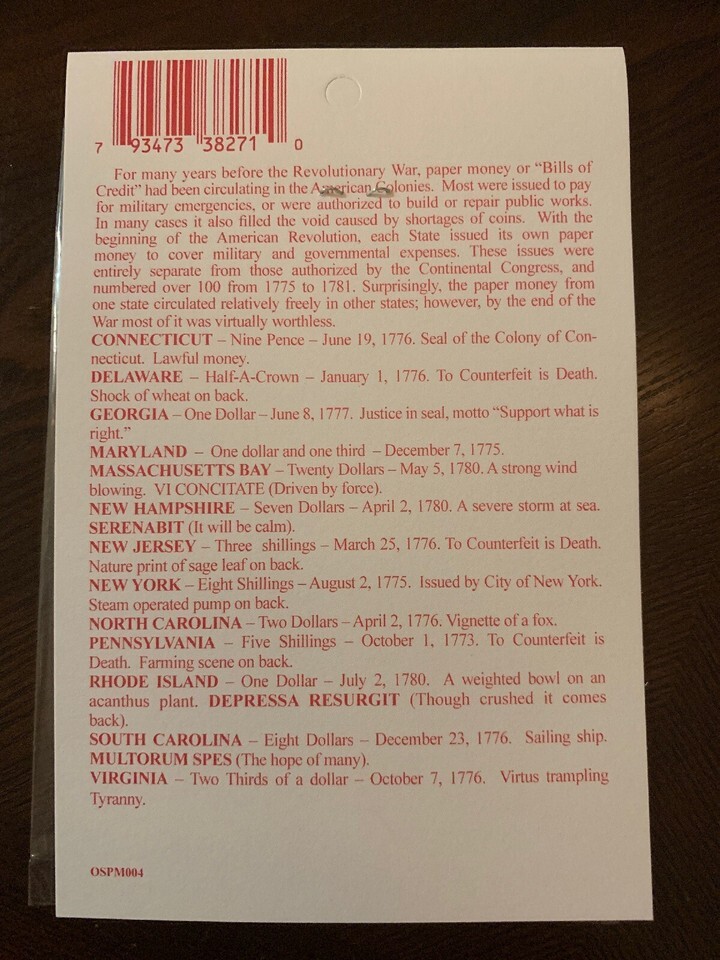 7 93473 38271 0
For many years before the Revolutionary War, paper money or “Bills of
Credit” had been circulating in the American Colonies. Most were issued to pay
for military emergencies, or were authorized to build or repair public works.
In many cases it also filled the void caused by shortages of coins. With the
beginning of the American Revolution, each State issued its own paper
money to cover military and governmental expenses. These issues were
entirely separate from those authorized by the Continental Congress, and
numbered over 100 from 1775 to 1781. Surprisingly, the paper money from
one state circulated relatively freely in other states; however, by the end of the
War most of it was virtually worthless.
CONNECTICUT – Nine Pence – June 19, 1776. Seal of the Colony of Con-
necticut. Lawful money.
DELAWARE – Half-A-Crown – January 1, 1776. To Counterfeit is Death.
Shock of wheat on back.
GEORGIA – One Dollar – June 8, 1777. Justice in seal, motto “Support what is
right.”
MARYLAND – One dollar and one third – December 7, 1775.
MASSACHUSETTS BAY – Twenty Dollars – May 5, 1780. A strong wind
blowing. VI CONCITATE (Driven by force).
NEW HAMPSHIRE – Seven Dollars – April 2, 1780. A severe storm at sea.
SERENABIT (It will be calm).
NEW JERSEY – Three shillings – March 25, 1776. To Counterfeit is Death.
Nature print of sage leaf on back.
NEW YORK – Eight Shillings – August 2, 1775. Issued by City of New York.
Steam operated pump on back.
NORTH CAROLINA – Two Dollars – April 2, 1776. Vignette of a fox.
PENNSYLVANIA – Five Shillings – October 1, 1773. To Counterfeit is
Death. Farming scene on back.
RHODE ISLAND – One Dollar – July 2, 1780. A weighted bowl on an
acanthus plant. DEPRESSA RESURGIT (Though crushed it comes
back).
SOUTH CAROLINA – Eight Dollars – December 23, 1776. Sailing ship.
MULTORUM SPES (The hope of many).
VIRGINIA – Two Thirds of a dollar – October 7, 1776. Virtus trampling
Tyranny.
OSPM004